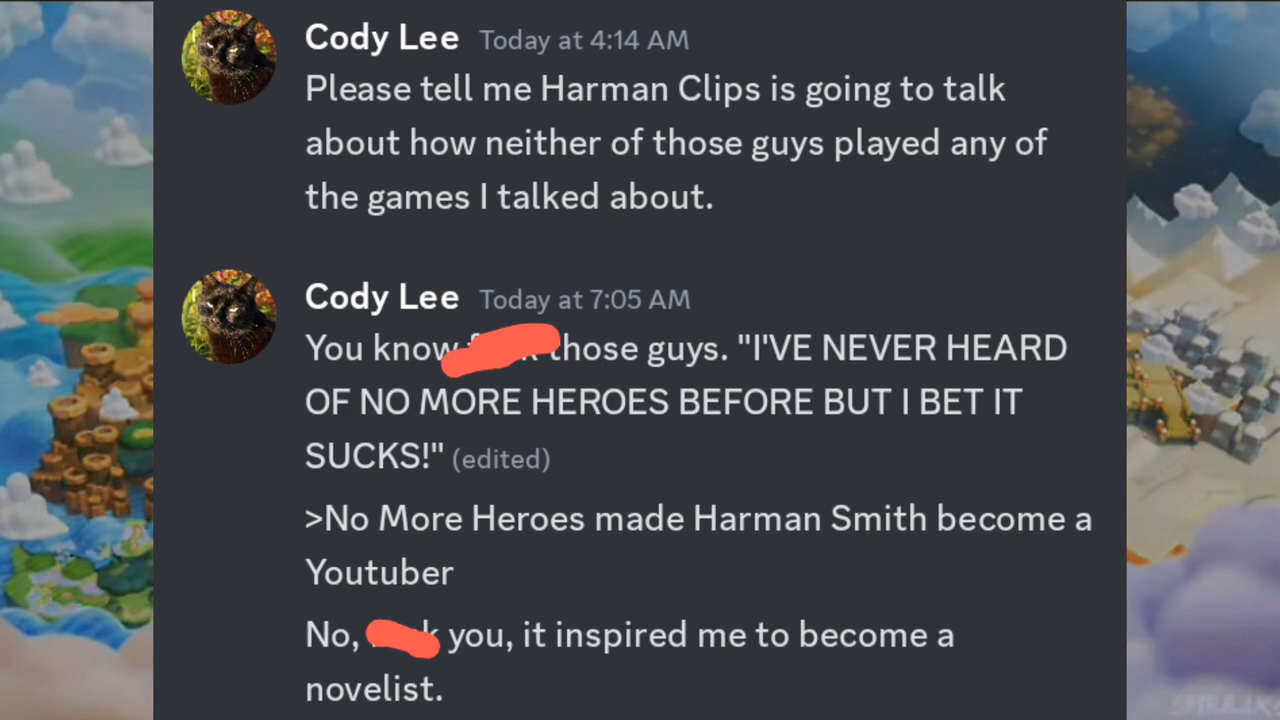 Cody Lee Today at 4:14 AM
Please tell me Harman Clips is going to talk
about how neither of those guys played any of
the games I talked about.
Cody Lee Today at 7:05 AM
You know those guys. "I'VE NEVER HEARD
OF NO MORE HEROES BEFORE BUT I BET IT
SUCKS!" (edited)
>No More Heroes made Harman Smith become a
Youtuber
No, you, it inspired me to become a
novelist.